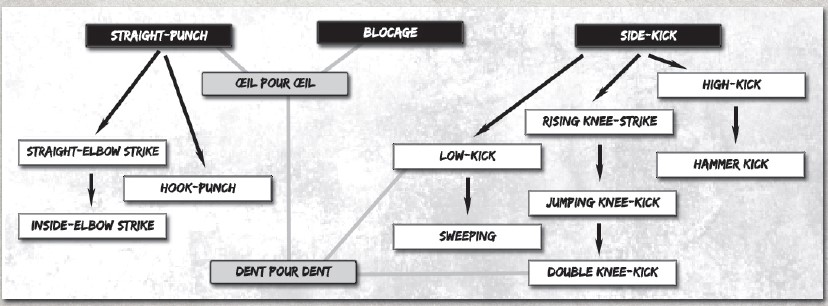 STRAIGHT-PUNCH
BLOCAGE
SIDE-KICK
ŒIL POUR ŒIL
HIGH-KICK
RISING KNEE-STRIKE
STRAIGHT-ELBOW STRIKE
LOW-KICK
HAMMER KICK
HOOK-PUNCH
JUMPING KNEE-KICK
INSIDE-ELBOW STRIKE
SWEEPING
DENT POUR DENT
DOUBLE KNEE-KICK